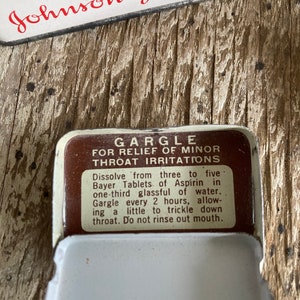 Johnson
GARGLE
FOR RELIEF OF MINOR
THROAT IRRITATIONS
Dissolve from three to five
Bayer Tablets of Aspirin in
one-third glassful of water.
Gargle every 2 hours, allow-
ing a little to trickle down
throat. Do not rinse out mouth.